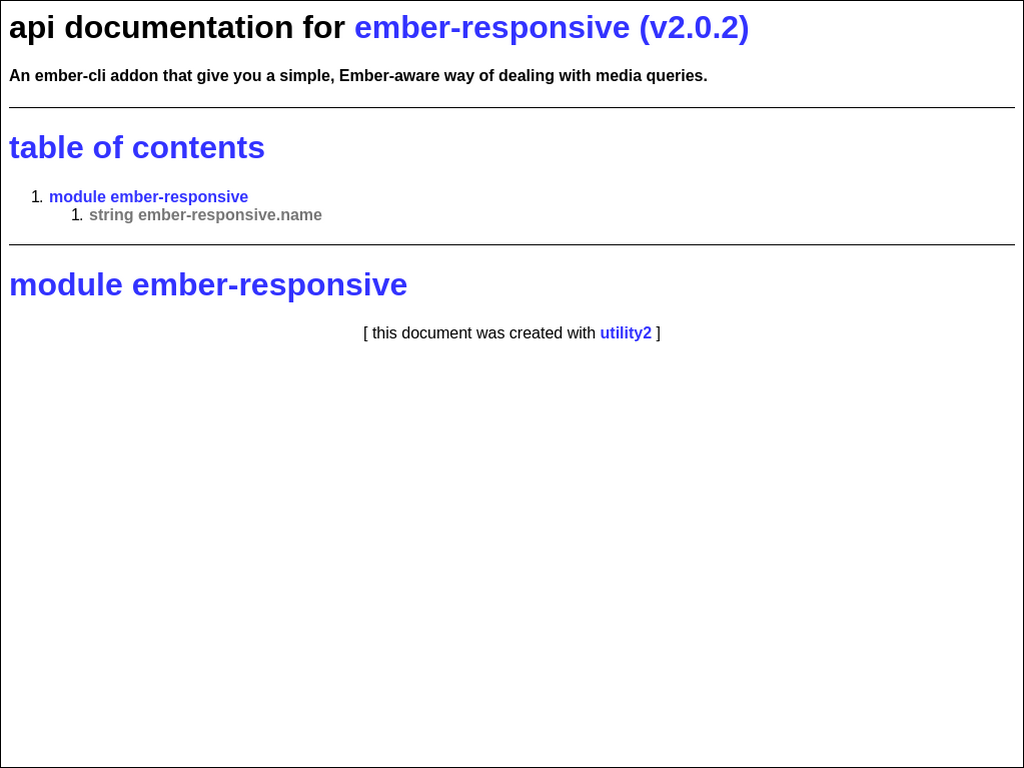 api documentation for ember-responsive (v2.0.2)
An ember-cli addon that give you a simple, Ember-aware way of dealing with media queries.
table of contents
1. module ember-responsive
1. string ember-responsive.name
module ember-responsive
[ this document was created with utility2 ]